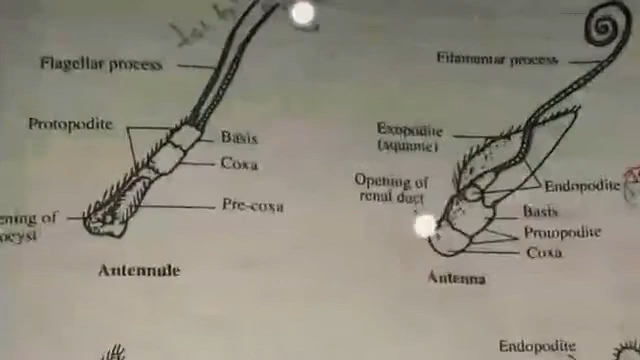 Flagellar process
Protopodite
Basis
Coxa
Pre-coxa
ening of
ocyst
Antennule
Filamentar process
Exopodite
(squame)
Opening of
renal duct
Endopodite
Basis
Protopodite
Coxa
Antenna
Endopodite